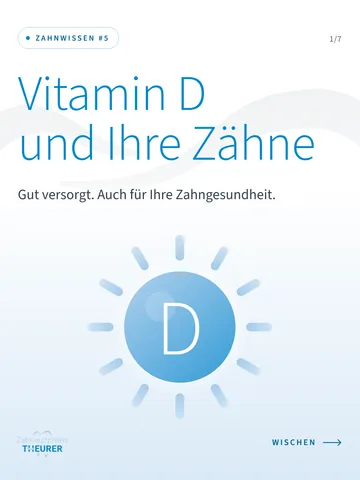 ZAHNWISSEN #5
1/7
Vitamin D
und Ihre Zähne
Gut versorgt. Auch für Ihre Zahngesundheit.
D
THEURER
WISCHEN